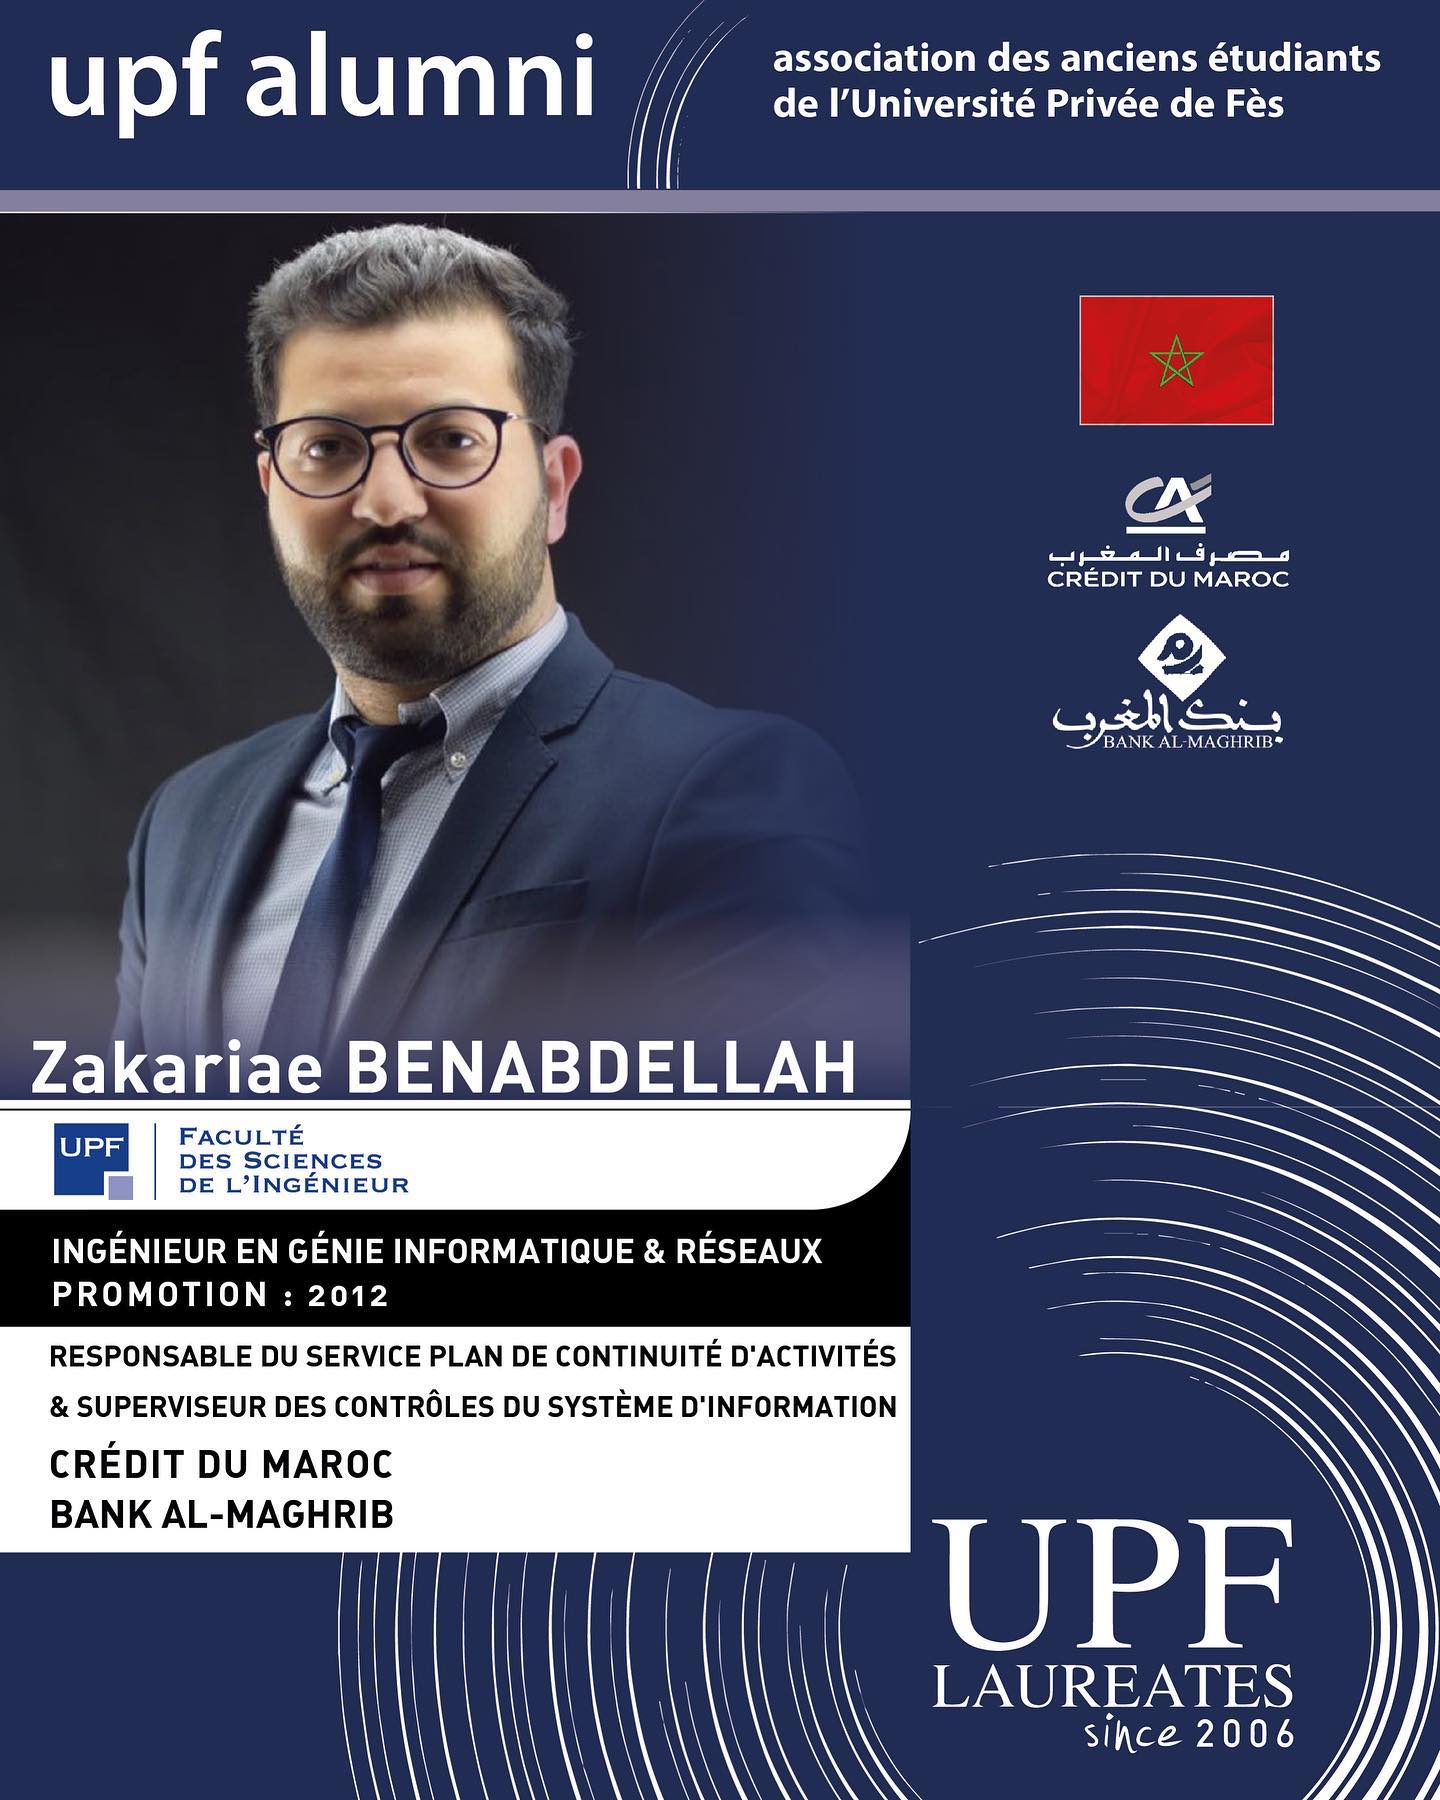 upf alumni
association des anciens étudiants
de l'Université Privée de Fès
CA
مصرف المغرب
CRÉDIT DU MAROC
بنك المغرب
BANK AL-MAGHRIB
Zakariae BENABDELLAH
UPF
FACULTÉ
DES SCIENCES
DE L'INGÉNIEUR
INGÉNIEUR EN GÉNIE INFORMATIQUE & RÉSEAUX
PROMOTION : 2012
RESPONSABLE DU SERVICE PLAN DE CONTINUITÉ D'ACTIVITÉS
& SUPERVISEUR DES CONTRÔLES DU SYSTÈME D'INFORMATION
CRÉDIT DU MAROC
BANK AL-MAGHRIB
UPF
LAUREATES
since 2006